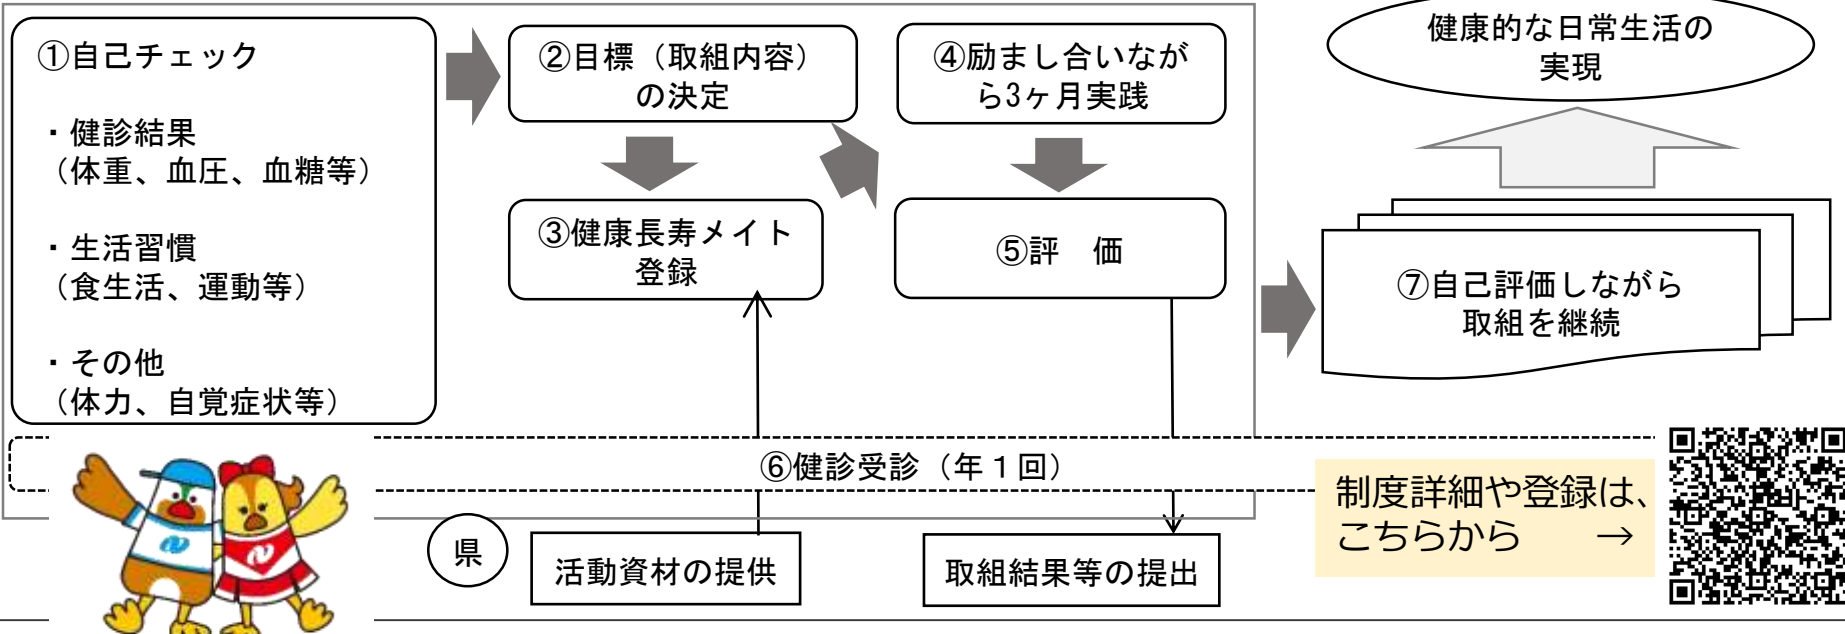 ①自己チェック
・健診結果
（体重、血圧、血糖等）
・生活習慣
（食生活、運動等）
・その他
（体力、自覚症状等）
②目標（取組内容）
の決定
③健康長寿メイト
登録
④励まし合いなが
ら3ヶ月実践
⑤評　価
⑥健診受診（年１回）
健康的な日常生活の
実現
⑦自己評価しながら
取組を継続
県
活動資材の提供
取組結果等の提出
制度詳細や登録は、
こちらから　　→